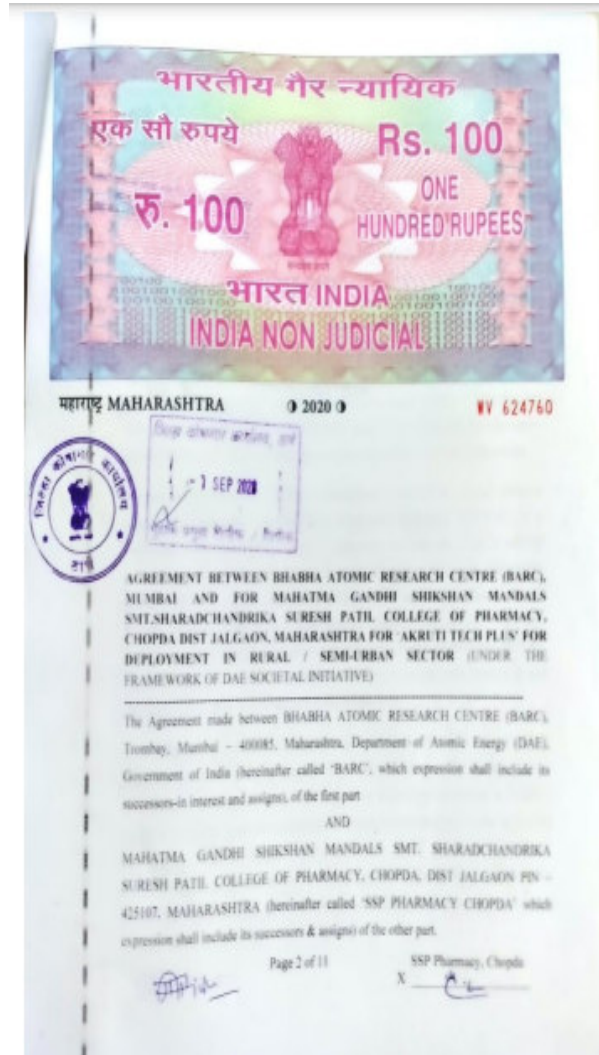 भारतीय गैर न्यायिक
एक सौ रुपये
Rs. 100
रु. 100
ONE
HUNDRED RUPEES
भारत INDIA
INDIA NON JUDICIAL
महाराष्ट्र MAHARASHTRA
2020
WV 624760
SEP 2020
AGREEMENT BETWEEN BHABHA ATOMIC RESEARCH CENTRE (BARC),
MUMBAI AND FOR MAHATMA GANDHI SHIKSHAN MANDALS
SMT.SHARADCHANDRIKA SURESH PATIL COLLEGE OF PHARMACY,
CHOPDA DIST JALGAON, MAHARASHTRA FOR 'AKRUTI TECH PLUS' FOR
DEPLOYMENT IN RURAL / SEMI-URBAN SECTOR (UNDER THE
FRAMEWORK OF DAE SOCIETAL INITIATIVE)
The Agreement made between BHABHA ATOMIC RESEARCH CENTRE (BARC),
Trombay, Mumbai – 400085, Maharashtra, Department of Atomic Energy (DAE),
Government of India (hereinafter called 'BARC', which expression shall include its
successors-in interest and assigns), of the first part
AND
MAHATMA GANDHI SHIKSHAN MANDALS SMT. SHARADCHANDRIKA
SURESH PATIL COLLEGE OF PHARMACY, CHOPDA, DIST JALGAON PIN –
425107, MAHARASHTRA (hereinafter called 'SSP PHARMACY CHOPDA' which
expression shall include its successors & assigns) of the other part.
Page 2 of 11
SSP Pharmacy, Chopda
X